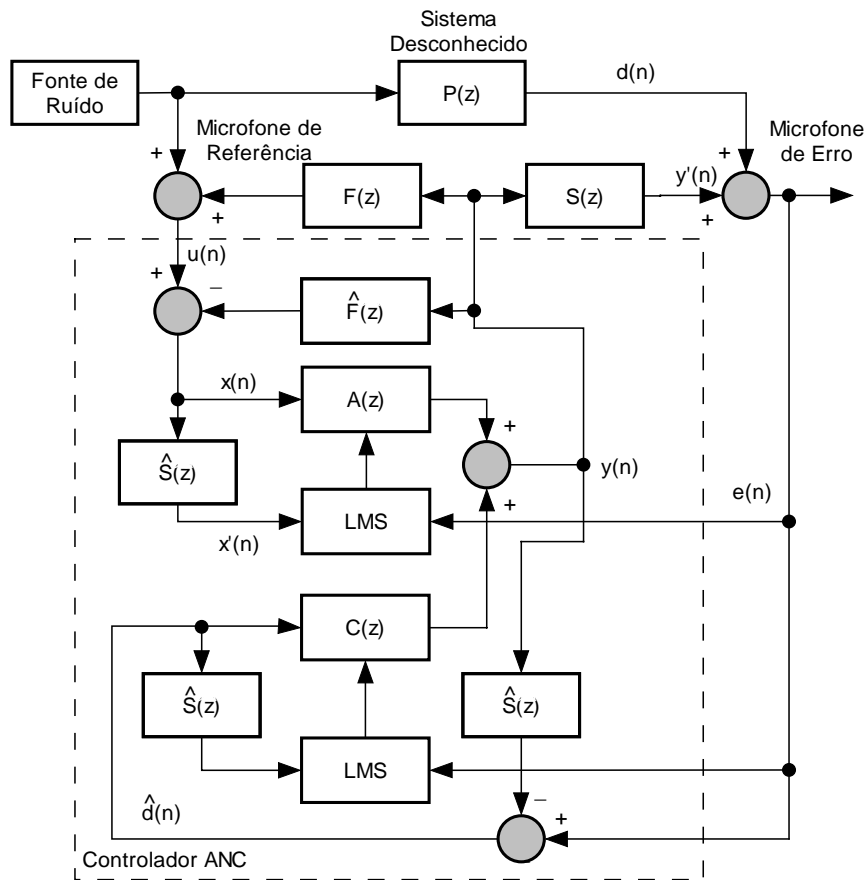 Sistema
Desconhecido
Fonte de
Ruído
P(z)
d(n)
Microfone de
Referência
Microfone
de Erro
+
+
F(z)
S(z)
y'(n)
+
+
u(n)
+
−
F̂(z)
x(n)
A(z)
+
Ŝ(z)
y(n)
e(n)
LMS
+
x'(n)
C(z)
Ŝ(z)
Ŝ(z)
LMS
d̂(n)
−
+
Controlador ANC